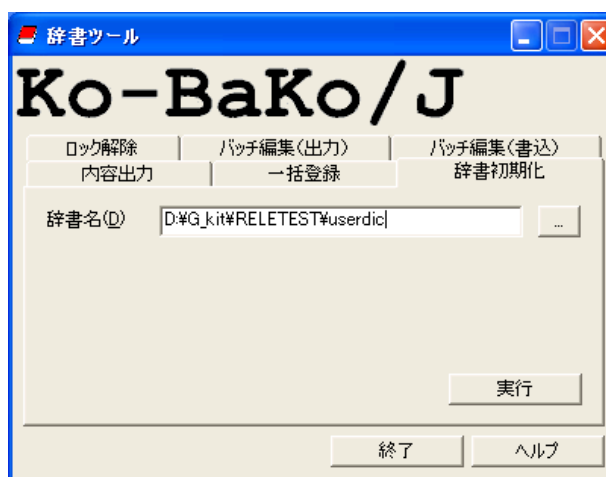 辞書ツール
Ko-BaKo/J
ロック解除 バッチ編集(出力) バッチ編集(書込)
内容出力 一括登録 辞書初期化
辞書名(D) D:¥G_kit¥RELETEST¥userdic ...
実行
終了 ヘルプ